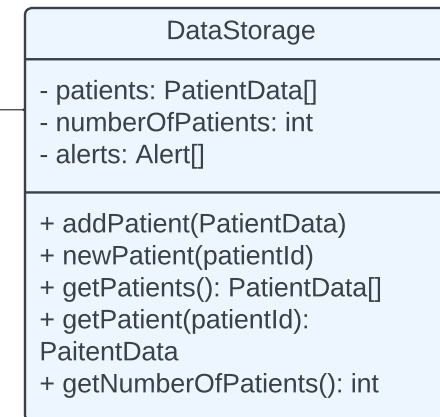 DataStorage
- patients: PatientData[]
- numberOfPatients: int
- alerts: Alert[]
+ addPatient(PatientData)
+ newPatient(patientId)
+ getPatients(): PatientData[]
+ getPatient(patientId):
PaitentData
+ getNumberOfPatients(): int